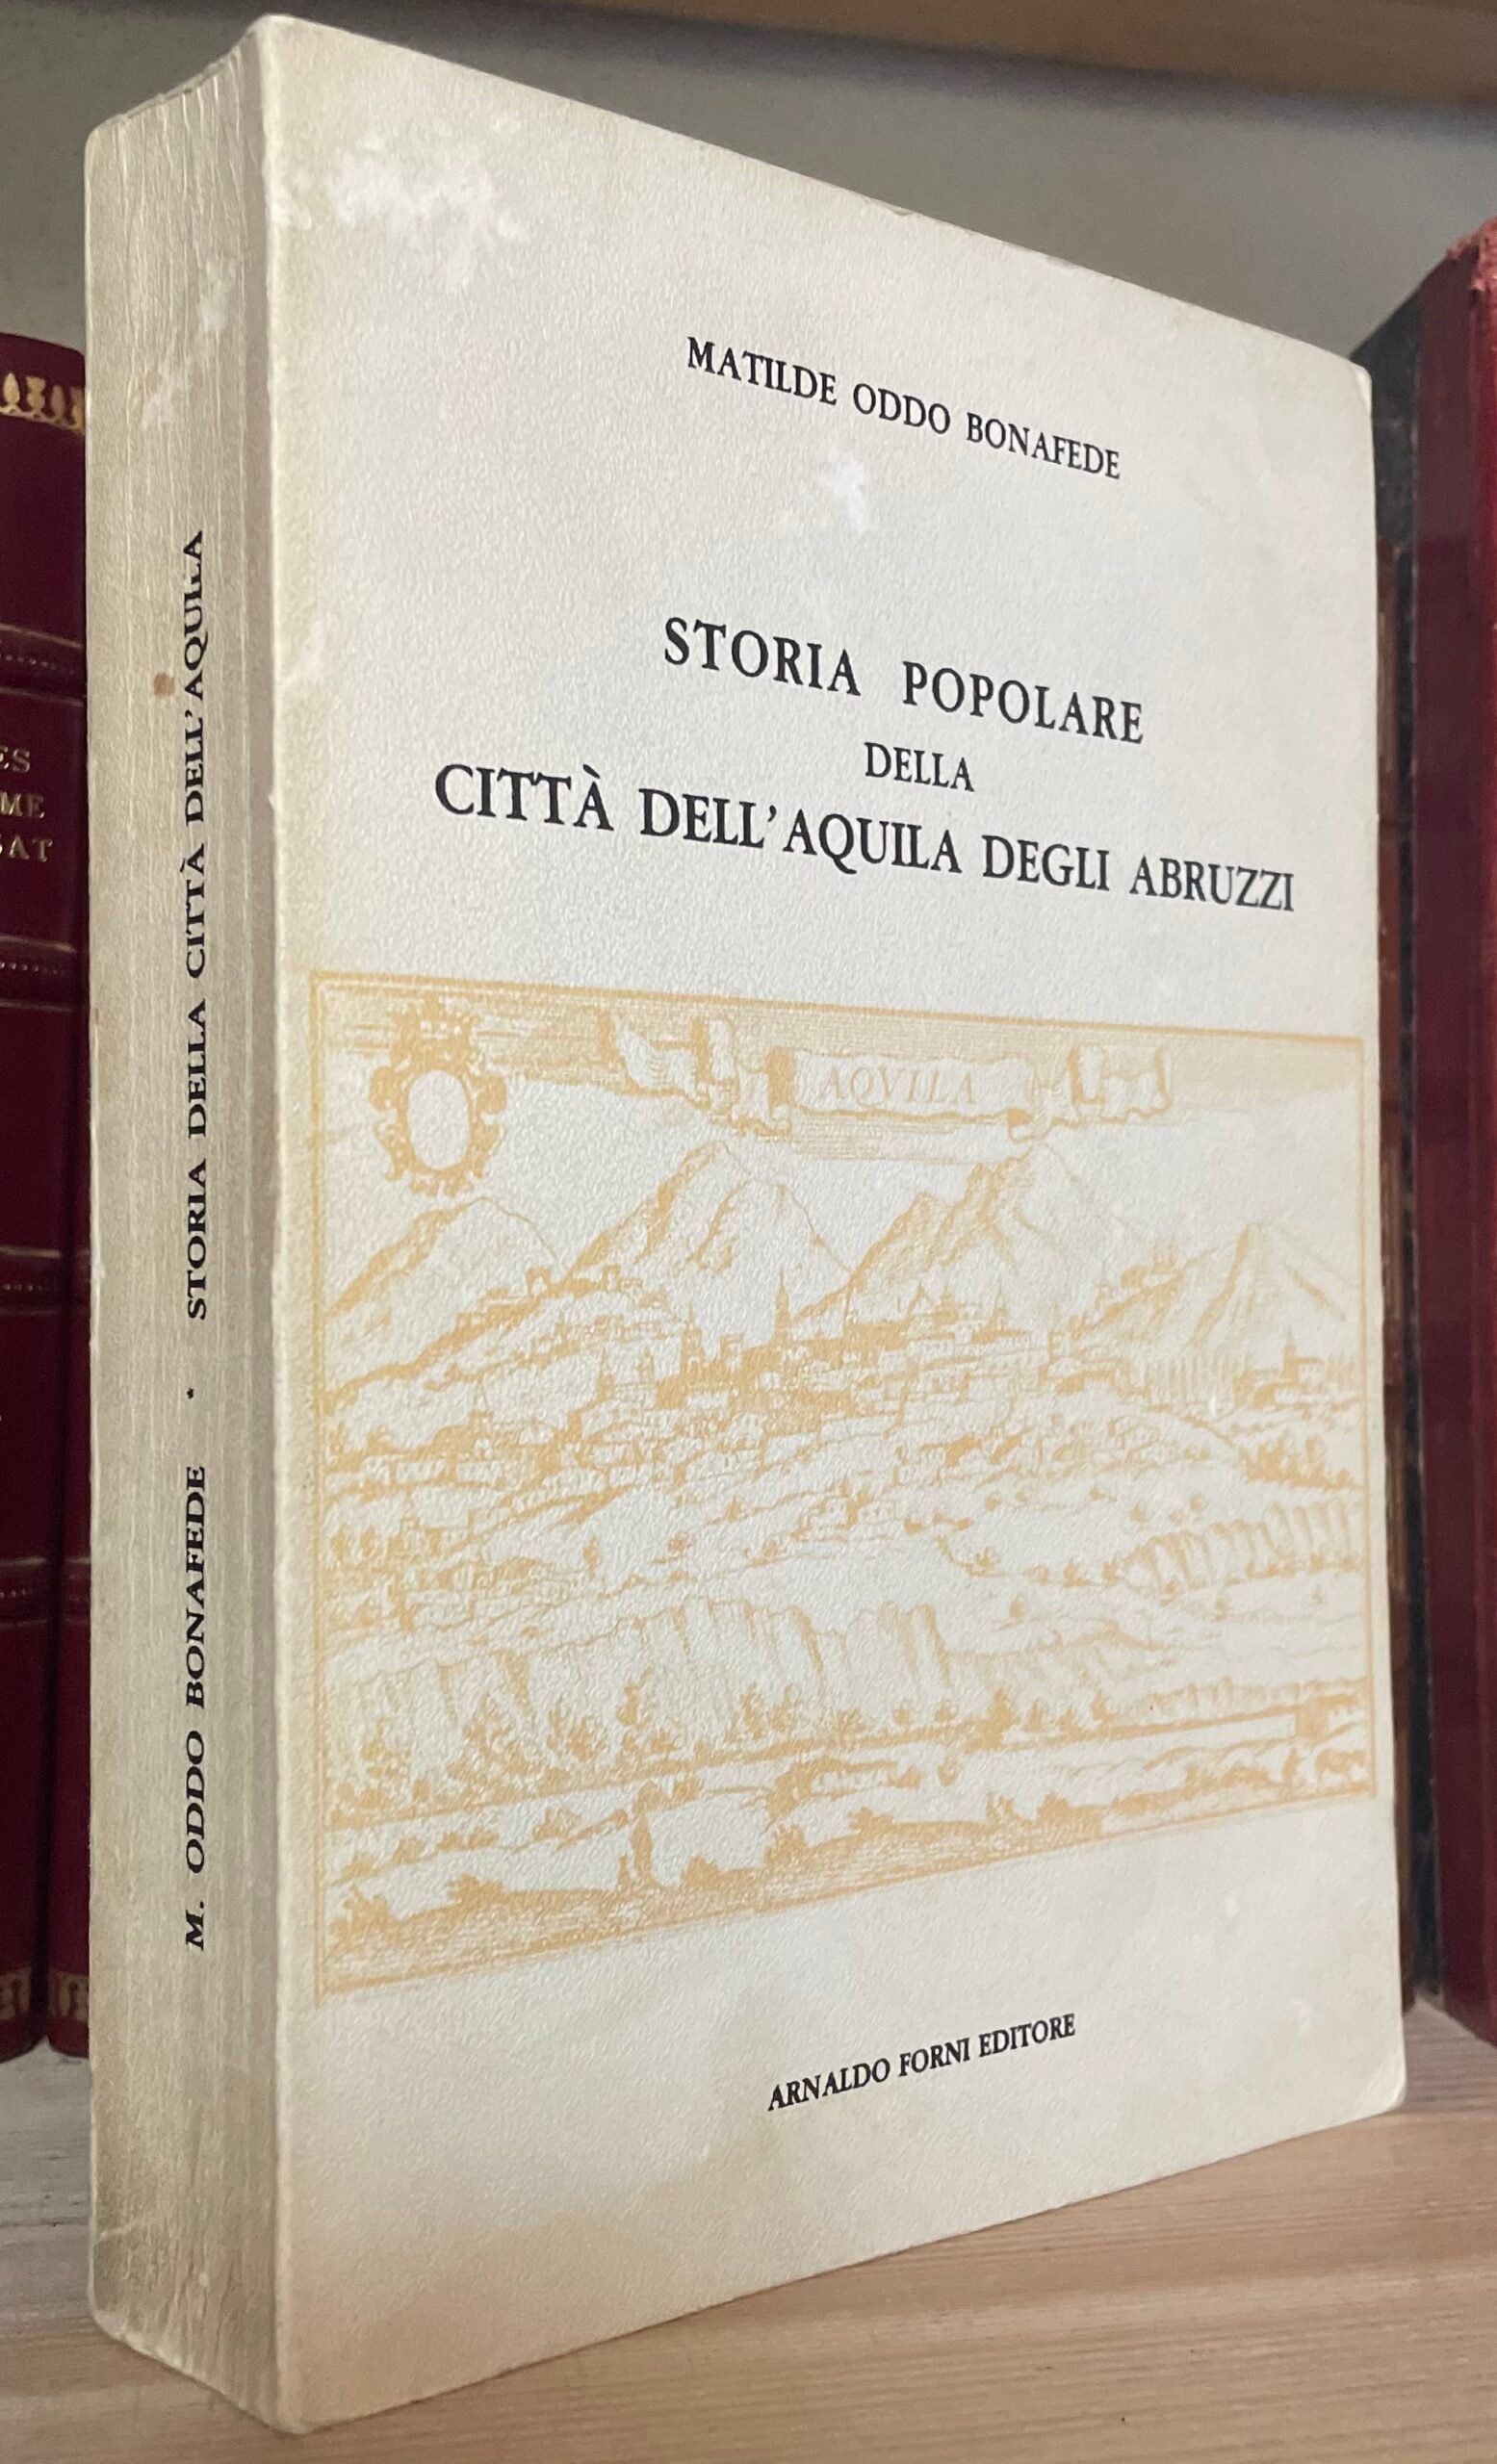 MATILDE ODDO BONAFEDE
STORIA POPOLARE
DELLA
CITTÀ DELL'AQUILA DEGLI ABRUZZI
AQVILA
ARNALDO FORNI EDITORE
M. ODDO BONAFEDE * STORIA DELLA CITTÀ DELL'AQUILA